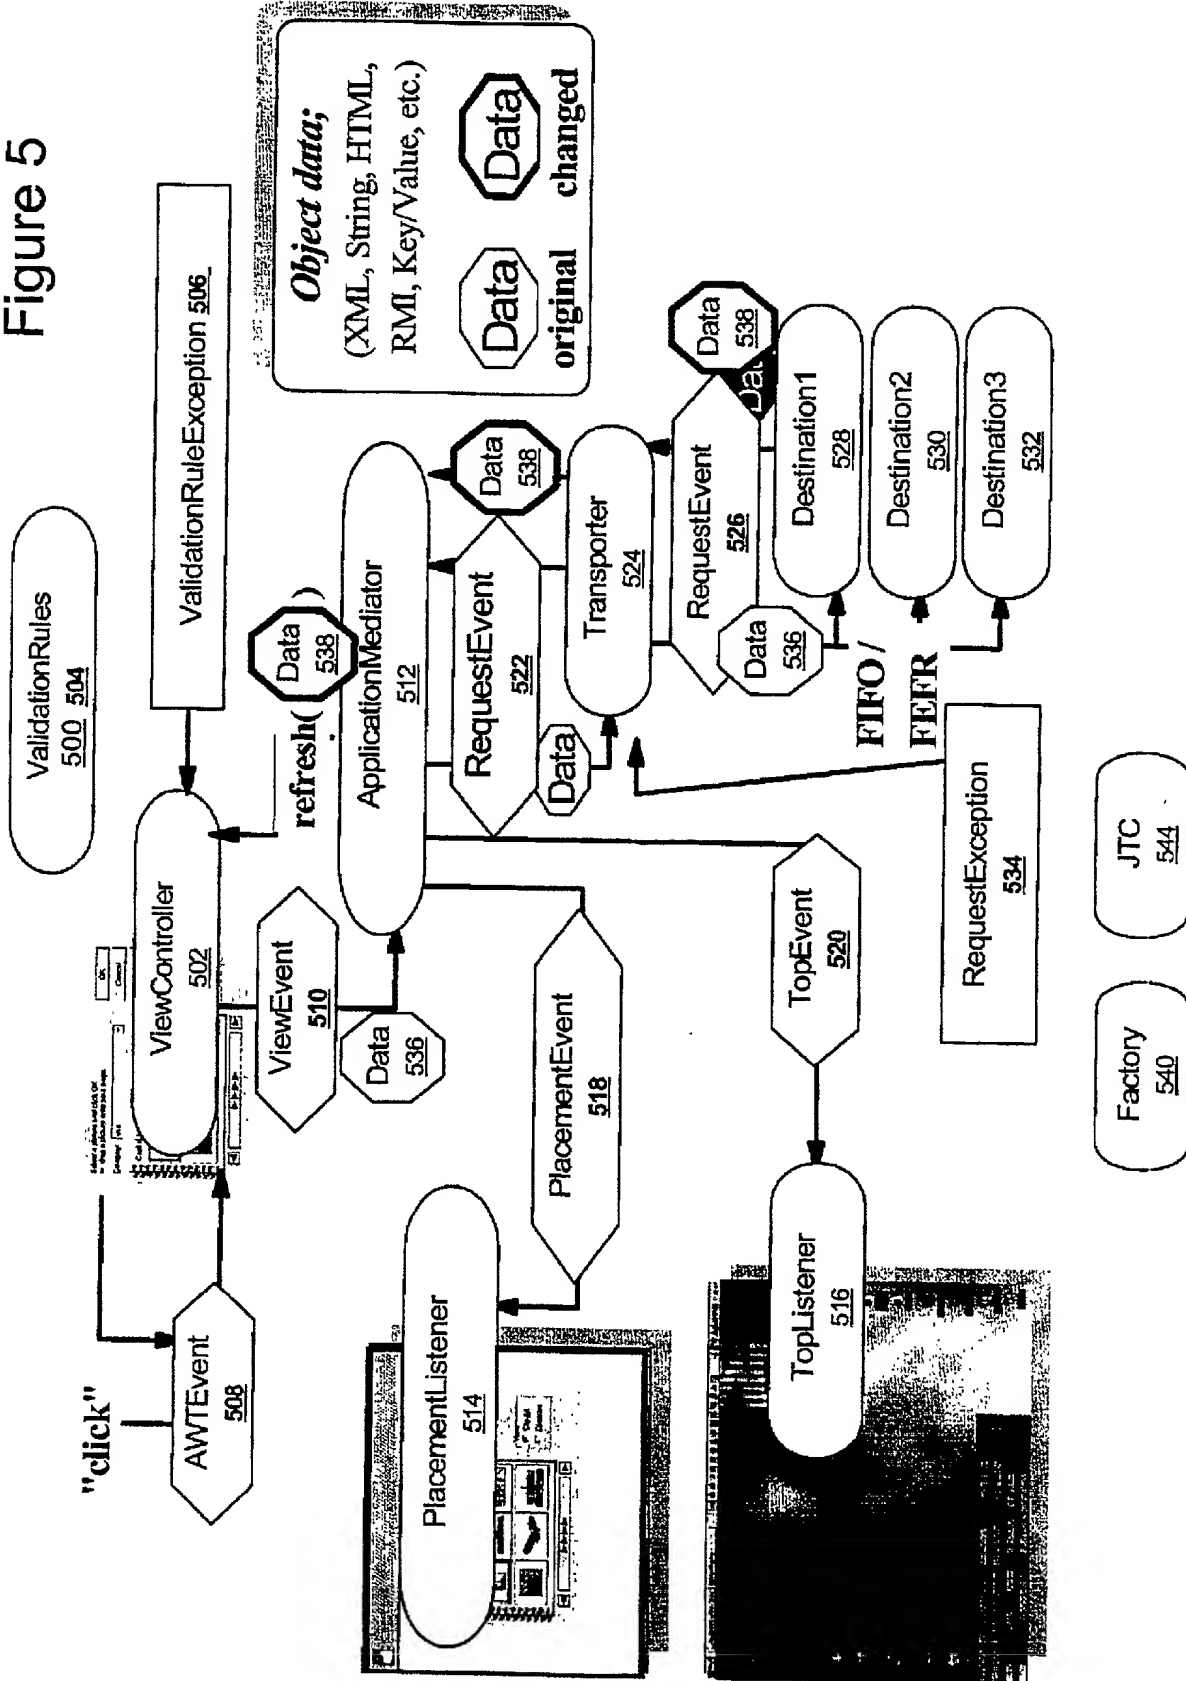 Figure 5
ValidationRules
500 504
ValidationRuleException 506
ViewController
502
"click"
AWTEvent
508
ViewEvent
510
Data
536
refresh( )
Data
538
ApplicationMediator
512
Object data;
(XML, String, HTML,
RMI, Key/Value, etc.)
Data
original
Data
changed
PlacementListener
514
PlacementEvent
518
RequestEvent
522
Data
Data
538
Transporter
524
RequestEvent
526
Data
536
Data
538
Dat
FIFO /
FEFR
Destination1
528
Destination2
530
Destination3
532
TopListener
516
TopEvent
520
RequestException
534
Factory
540
JTC
544
OK
Cancel